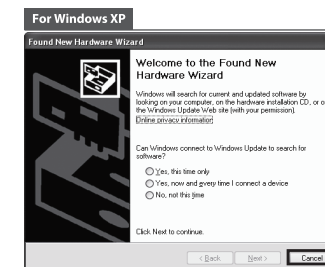 For Windows XP
Found New Hardware Wizard
Welcome to the Found New
Hardware Wizard
Windows will search for current and updated software by
looking on your computer, on the hardware installation CD, or o
the Windows Update Web site (with your permission).
Online privacy information
Can Windows connect to Windows Update to search for
software?
Yes, this time only
Yes, now and every time I connect a device
No, not this time
Click Next to continue.
< Back Next > Cancel